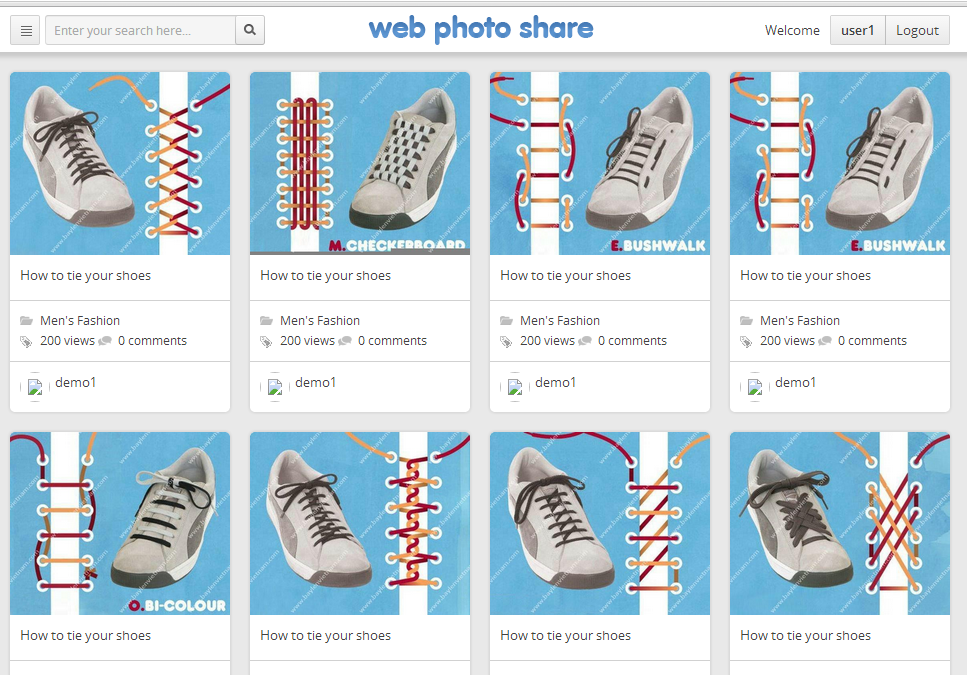 Enter your search here...
web photo share
Welcome
user1
Logout
M.CHECKERBOARD
E.BUSHWALK
E.BUSHWALK
How to tie your shoes
How to tie your shoes
How to tie your shoes
How to tie your shoes
Men's Fashion
Men's Fashion
Men's Fashion
Men's Fashion
200 views 0 comments
200 views 0 comments
200 views 0 comments
200 views 0 comments
demo1
demo1
demo1
demo1
O.BI-COLOUR
How to tie your shoes
How to tie your shoes
How to tie your shoes
How to tie your shoes